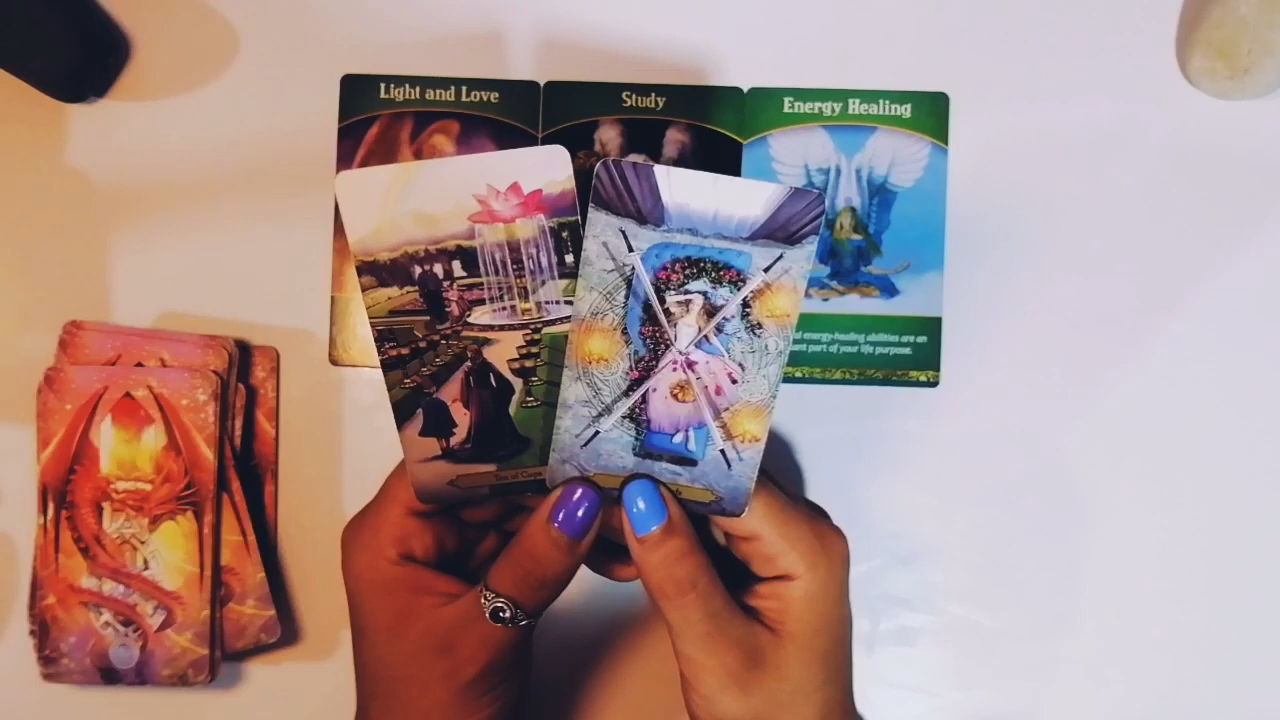 Light and Love
Study
Energy Healing
energy-healing abilities are an
part of your life purpose.
Ten of Cups